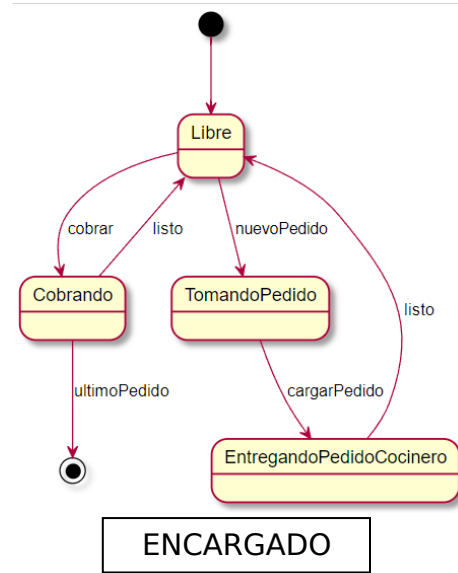 Libre
cobrar
listo
nuevoPedido
Cobrando
TomandoPedido
listo
ultimoPedido
cargarPedido
EntregandoPedidoCocinero
ENCARGADO